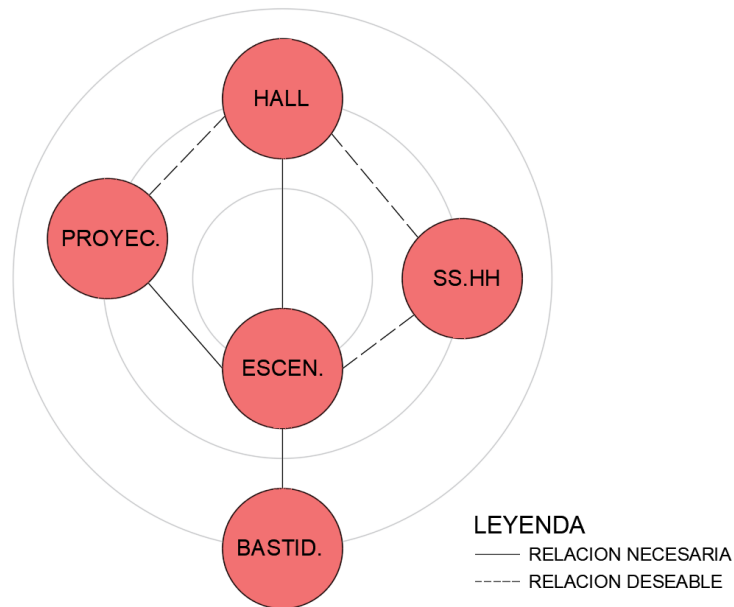 HALL
PROYEC.
SS.HH
ESCEN.
BASTID.
LEYENDA
RELACION NECESARIA
RELACION DESEABLE